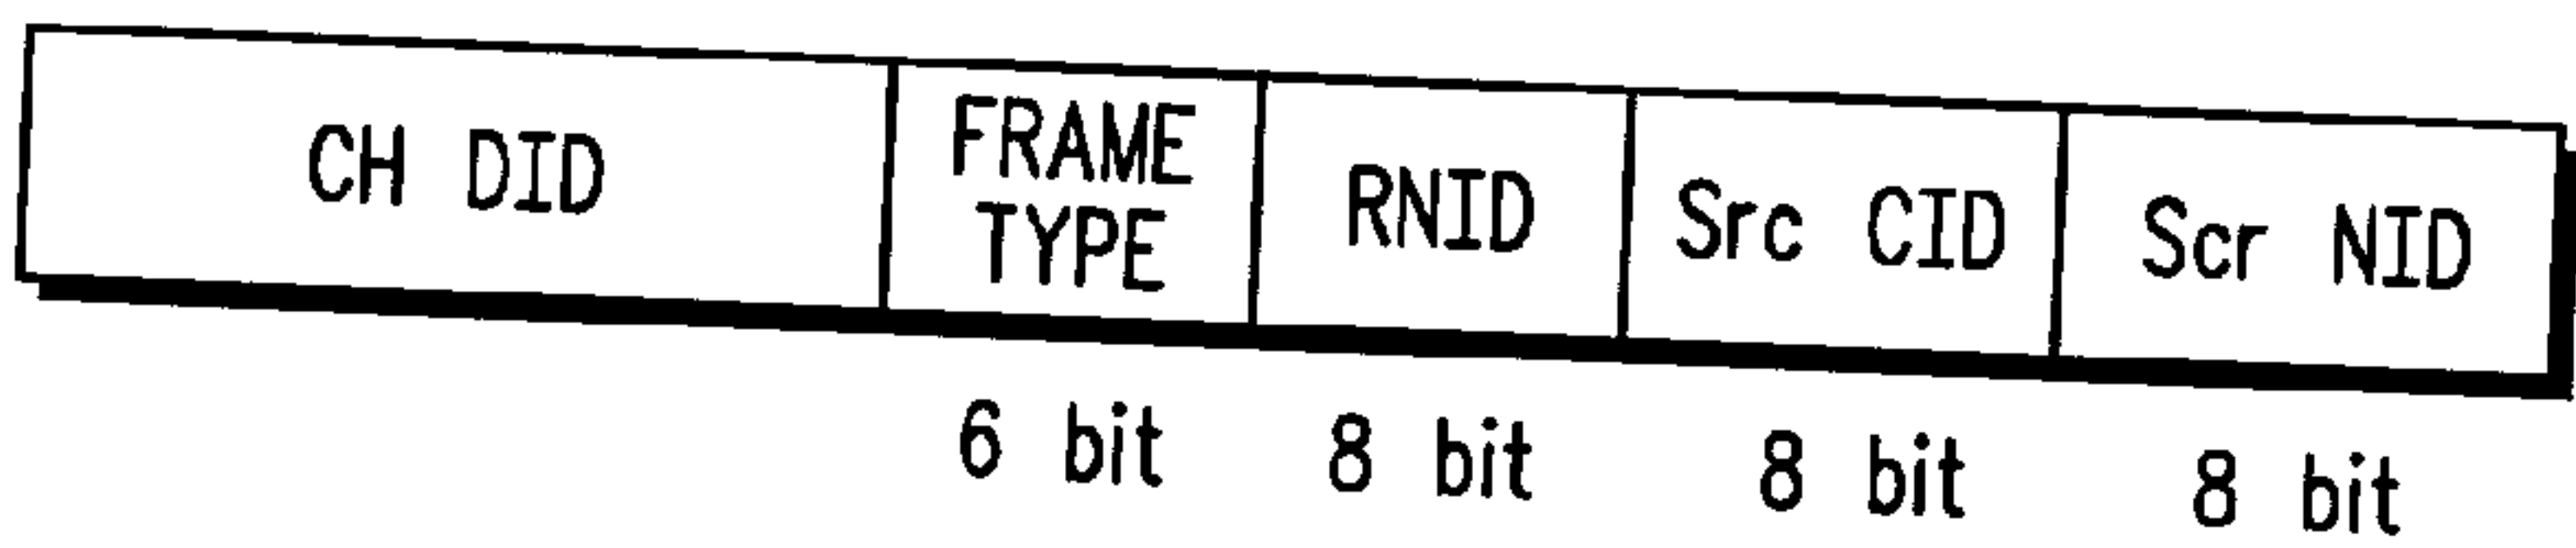 CH DID
FRAME
TYPE
RNID
Src CID
Scr NID
6 bit
8 bit
8 bit
8 bit